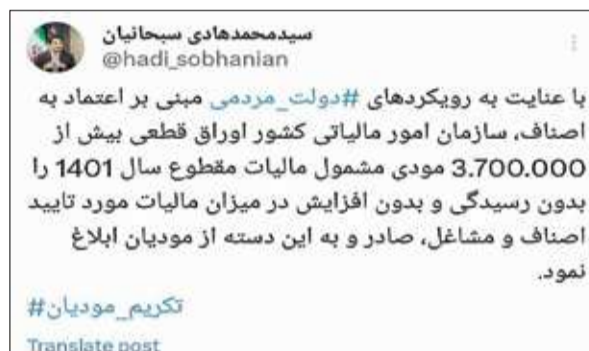 سیدمحمدهادی سبحانیان
@hadi_sobhanian
با عنایت به رویکردهای #دولت_مردمی مبنی بر اعتماد به
اصناف، سازمان امور مالیاتی کشور اوراق قطعی بیش از
3.700.000 مودی مشمول مالیات مقطوع سال 1401 را
بدون رسیدگی و بدون افزایش در میزان مالیات مورد تایید
اصناف و مشاغل، صادر و به این دسته از مودیان ابلاغ
نمود.
#تکریم_مودیان
Translate post